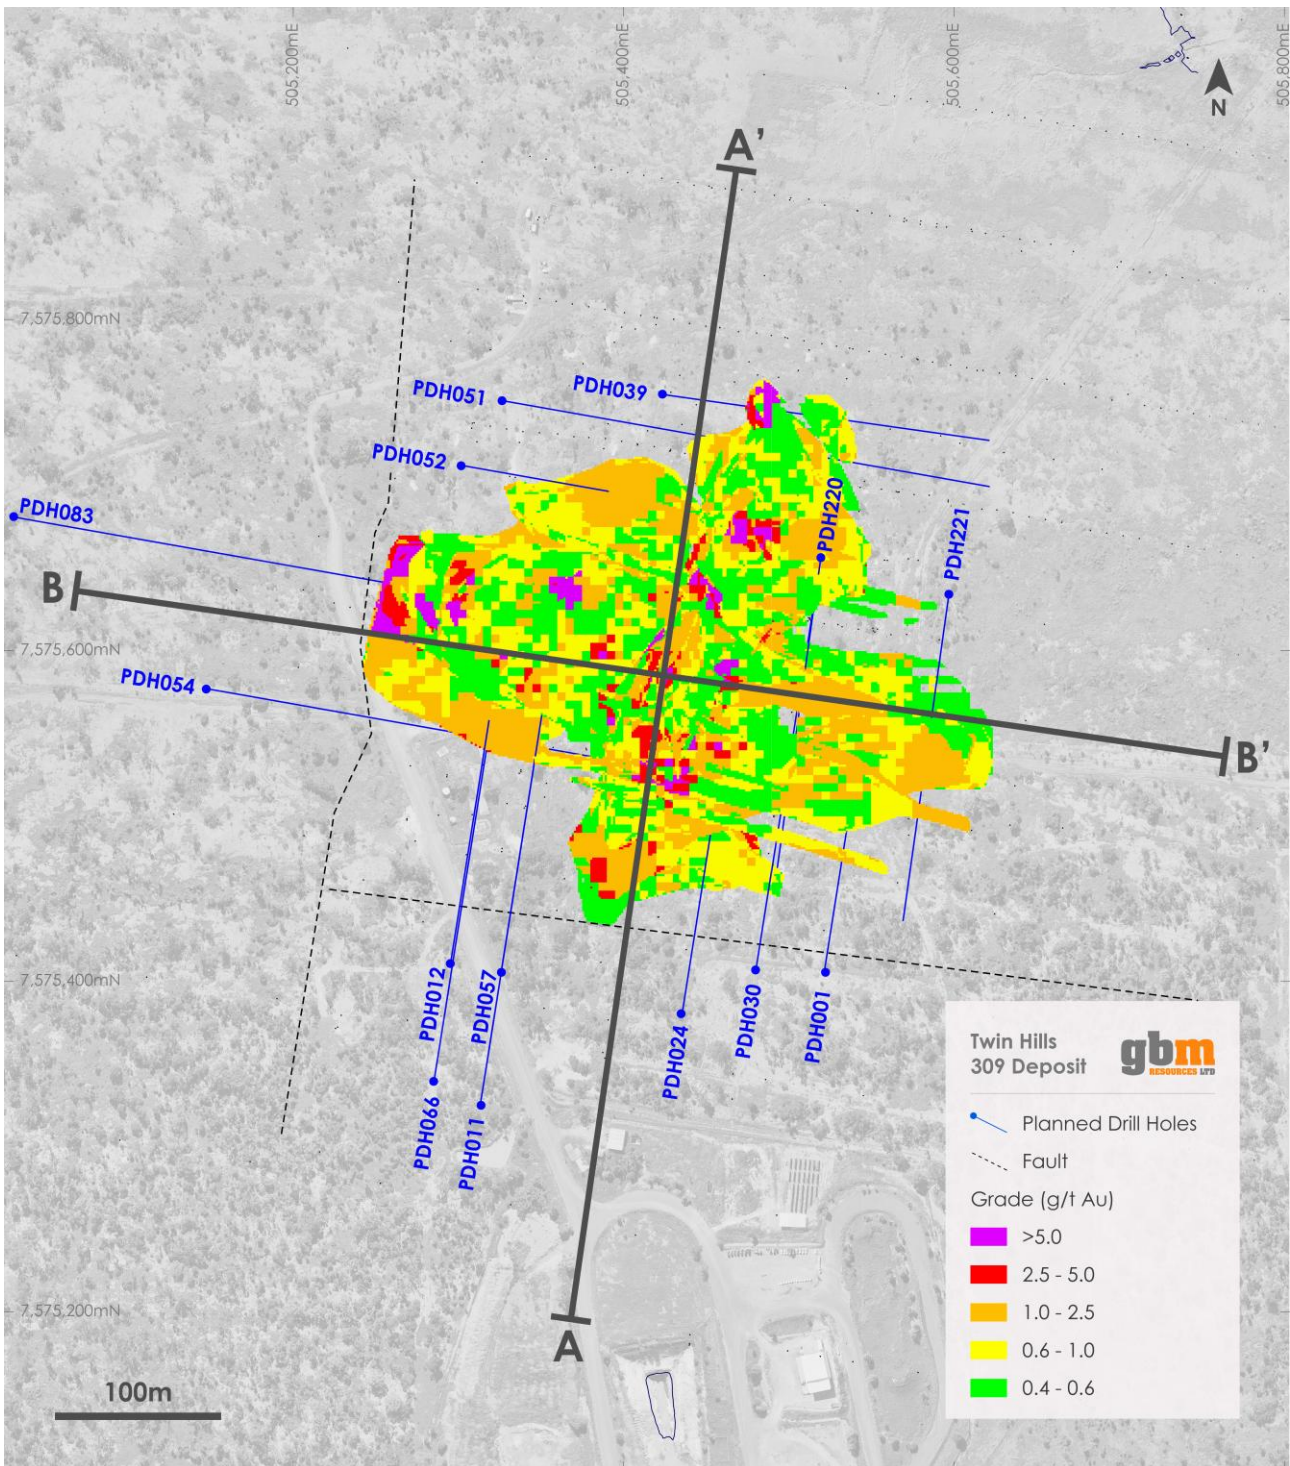 505,200mE
505,400mE
505,600mE
505,800mE
N
A'
7,575,800mN
PDH051
PDH039
PDH052
PDH220
PDH083
PDH221
B
7,575,600mN
PDH054
B'
7,575,400mN
PDH012
PDH057
PDH024
PDH030
PDH001
PDH066
PDH011
Twin Hills
309 Deposit
gbm
RESOURCES LTD
Planned Drill Holes
Fault
Grade (g/t Au)
>5.0
2.5 - 5.0
1.0 - 2.5
0.6 - 1.0
0.4 - 0.6
7,575,200mN
A
100m